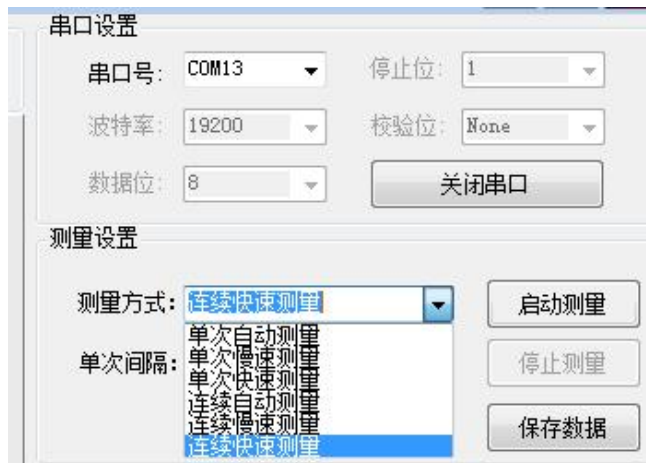 串口设置
串口号: COM13 停止位: 1
波特率: 19200 校验位: None
数据位: 8 关闭串口
测量设置
测量方式: 连续快速测量 启动测量
单次自动测量
单次间隔: 单次慢速测量 停止测量
单次快速测量
连续自动测量
连续慢速测量 保存数据
连续快速测量